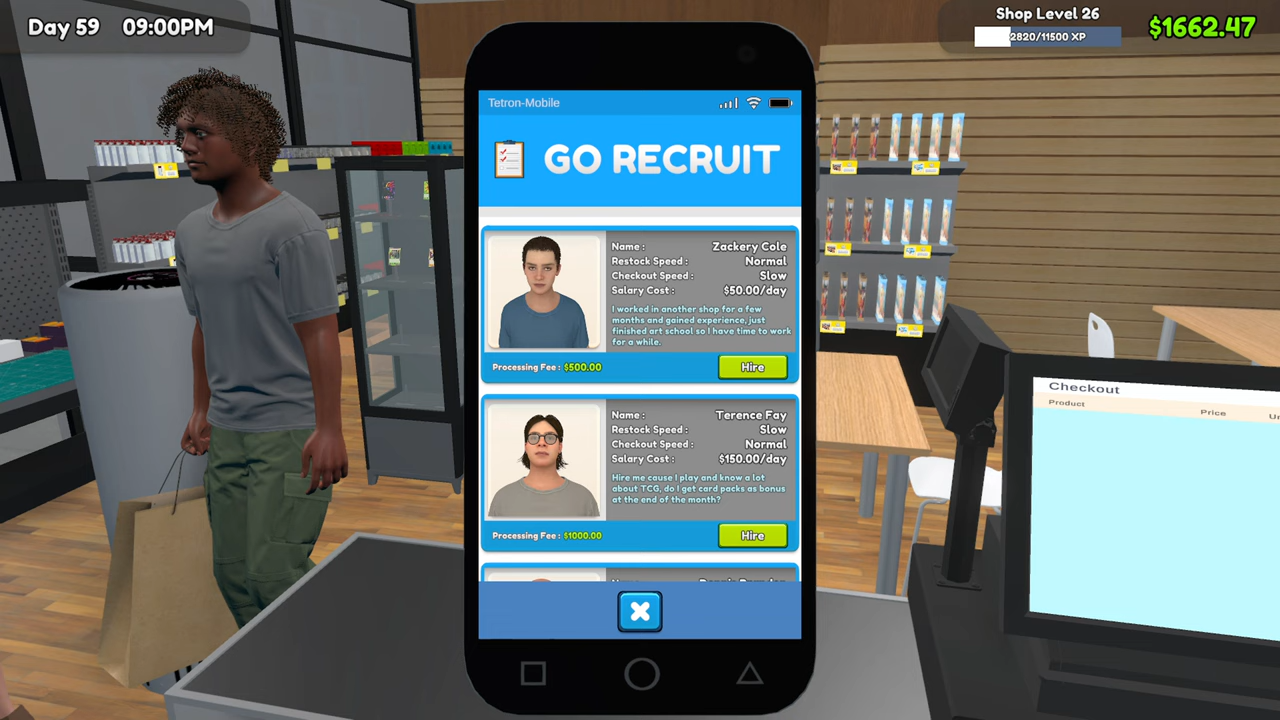 Day 59 09:00PM
Shop Level 26
2820/11500 XP
$1662.47
Tetron-Mobile
GO RECRUIT
Name : Zackery Cole
Restock Speed : Normal
Checkout Speed : Slow
Salary Cost : $50.00/day
I worked in another shop for a few
months and gained experience, just
finished art school so I have time to work
for a while.
Processing Fee : $500.00
Hire
Name : Terence Fay
Restock Speed : Slow
Checkout Speed : Normal
Salary Cost : $150.00/day
Hire me cause I play and know a lot
about TCG, do I get card packs as bonus
at the end of the month?
Processing Fee : $1000.00
Hire
Checkout
Product Price